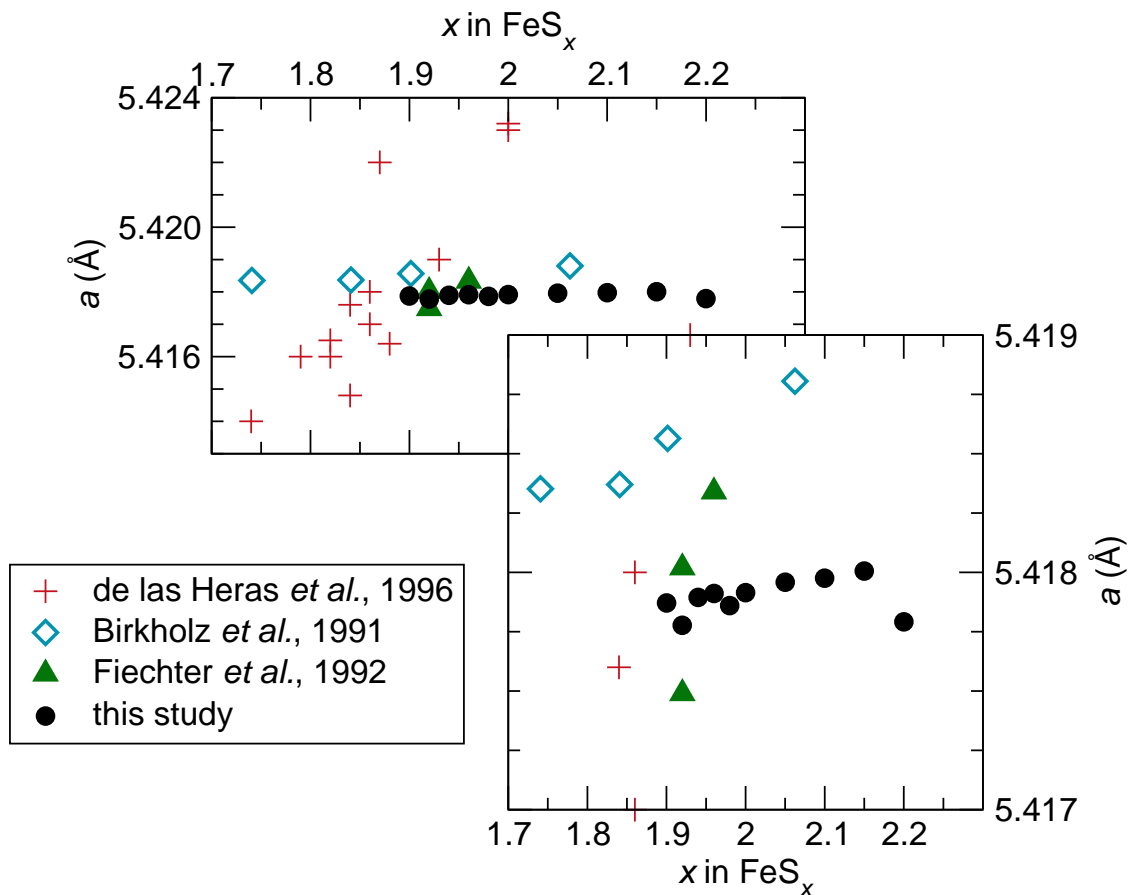 x in FeSₓ
1.7 1.8 1.9 2 2.1 2.2
5.424
5.420
5.416
a (Å)
5.419
5.418
5.417
a (Å)
1.7 1.8 1.9 2 2.1 2.2
x in FeSₓ
de las Heras et al., 1996
Birkholz et al., 1991
Fiechter et al., 1992
this study